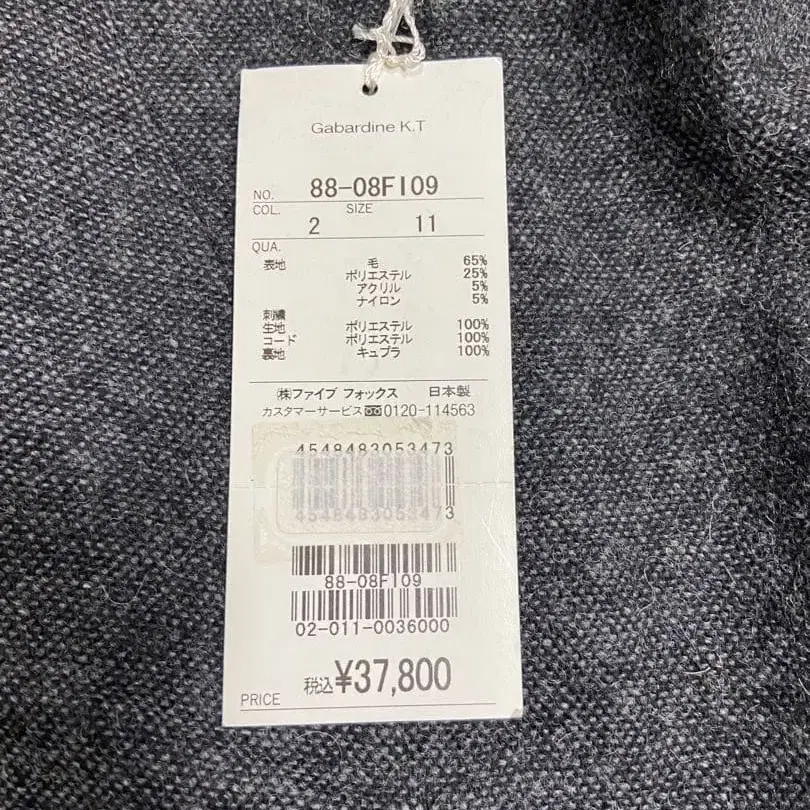 Gabardine K.T
NO. 88-08FI09
COL. 2 SIZE 11
QUA.
表地 毛 65%
ポリエステル 25%
アクリル 5%
ナイロン 5%
刺繍
生地 ポリエステル 100%
コード ポリエステル 100%
裏地 キュプラ 100%
㈱ファイブ フォックス 日本製
カスタマーサービス 0120-114563
4548483053473
4548483053473
88-08FI09
02-011-0036000
PRICE 税込 ¥37,800